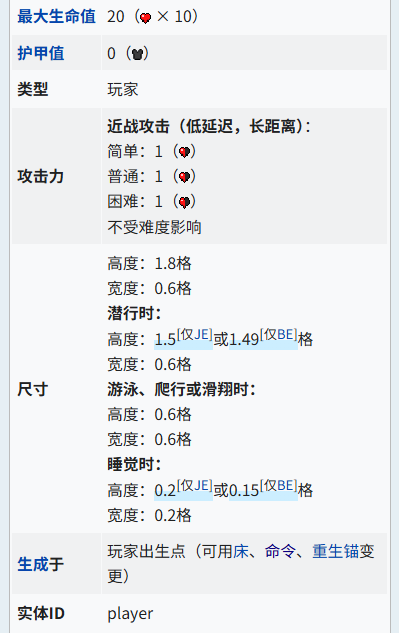 最大生命值 20（ × 10）
护甲值 0（）
类型 玩家
近战攻击（低延迟，长距离）：
简单：1（）
普通：1（）
攻击力
困难：1（）
不受难度影响
高度：1.8格
宽度：0.6格
潜行时：
高度：1.5[仅JE]或1.49[仅BE]格
宽度：0.6格
尺寸
游泳、爬行或滑翔时：
高度：0.6格
宽度：0.6格
睡觉时：
高度：0.2[仅JE]或0.15[仅BE]格
宽度：0.2格
生成于
玩家出生点（可用床、命令、重生锚变
更）
实体ID player